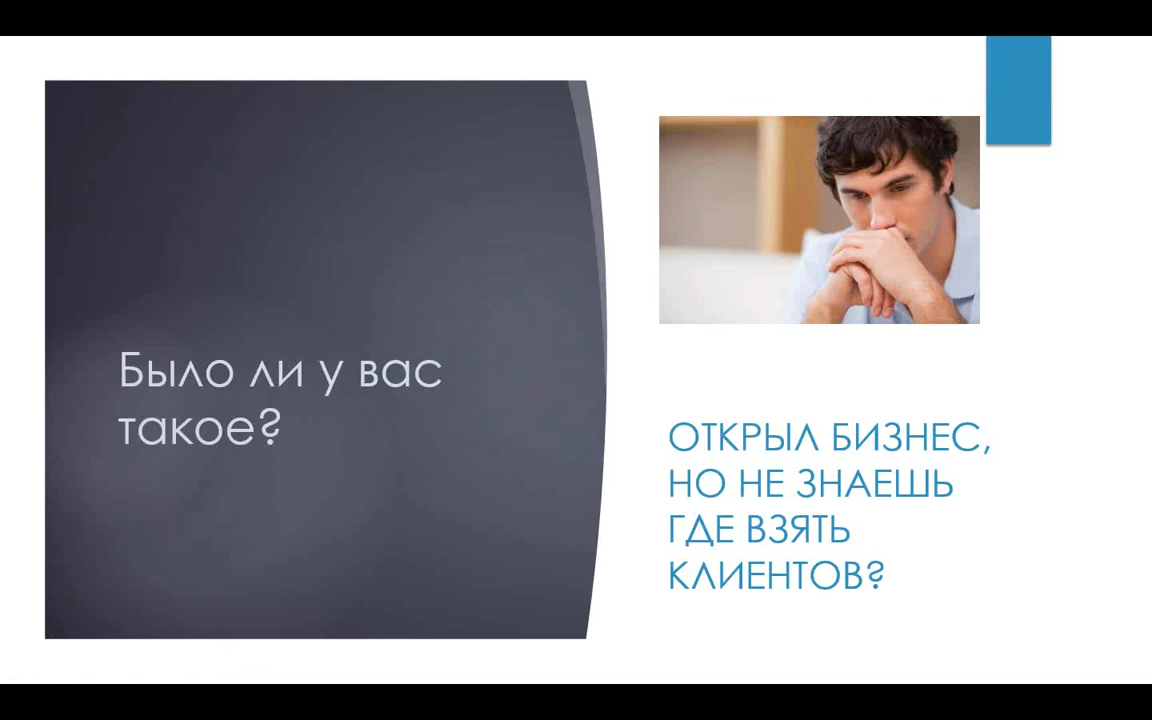 Было ли у вас
такое?
ОТКРЫЛ БИЗНЕС,
НО НЕ ЗНАЕШЬ
ГДЕ ВЗЯТЬ
КЛИЕНТОВ?